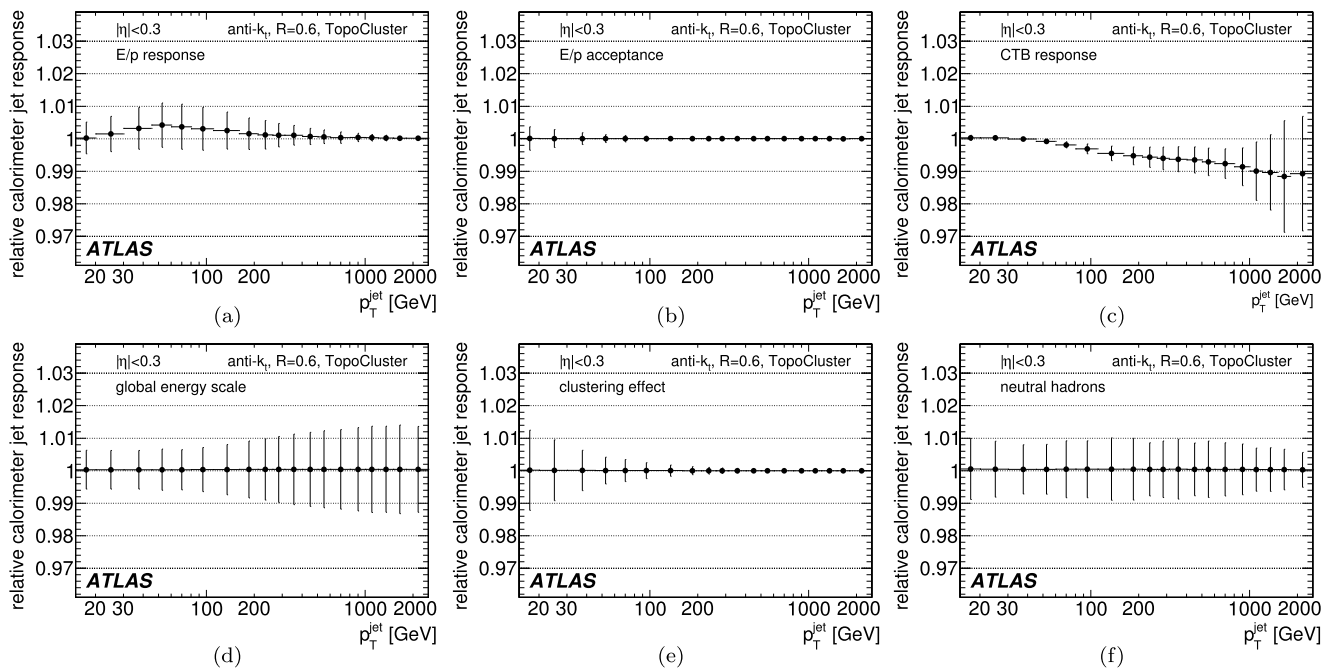 relative calorimeter jet response
|η|<0.3 anti-k_t, R=0.6, TopoCluster
E/p response
1.03
1.02
1.01
1
0.99
0.98
0.97
ATLAS
20 30 100 200 1000 2000
p_T^jet [GeV]
(a)
relative calorimeter jet response
|η|<0.3 anti-k_t, R=0.6, TopoCluster
E/p acceptance
1.03
1.02
1.01
1
0.99
0.98
0.97
ATLAS
20 30 100 200 1000 2000
p_T^jet [GeV]
(b)
relative calorimeter jet response
|η|<0.3 anti-k_t, R=0.6, TopoCluster
CTB response
1.03
1.02
1.01
1
0.99
0.98
0.97
ATLAS
20 30 100 200 1000 2000
p_T^jet [GeV]
(c)
relative calorimeter jet response
|η|<0.3 anti-k_t, R=0.6, TopoCluster
global energy scale
1.03
1.02
1.01
1
0.99
0.98
0.97
ATLAS
20 30 100 200 1000 2000
p_T^jet [GeV]
(d)
relative calorimeter jet response
|η|<0.3 anti-k_t, R=0.6, TopoCluster
clustering effect
1.03
1.02
1.01
1
0.99
0.98
0.97
ATLAS
20 30 100 200 1000 2000
p_T^jet [GeV]
(e)
relative calorimeter jet response
|η|<0.3 anti-k_t, R=0.6, TopoCluster
neutral hadrons
1.03
1.02
1.01
1
0.99
0.98
0.97
ATLAS
20 30 100 200 1000 2000
p_T^jet [GeV]
(f)